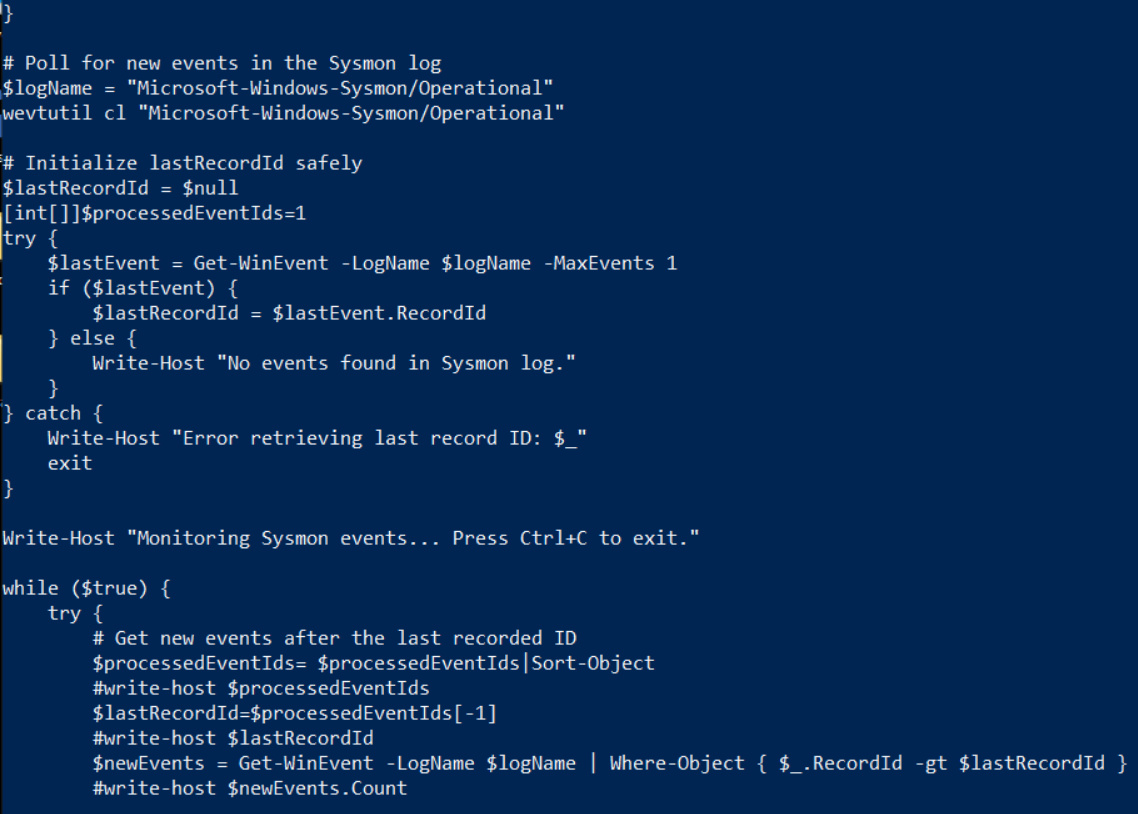 }
# Poll for new events in the Sysmon log
$logName = "Microsoft-Windows-Sysmon/Operational"
wevtutil cl "Microsoft-Windows-Sysmon/Operational"
# Initialize lastRecordId safely
$lastRecordId = $null
[int[]]$processedEventIds=1
try {
    $lastEvent = Get-WinEvent -LogName $logName -MaxEvents 1
    if ($lastEvent) {
        $lastRecordId = $lastEvent.RecordId
    } else {
        Write-Host "No events found in Sysmon log."
    }
} catch {
    Write-Host "Error retrieving last record ID: $_"
    exit
}
Write-Host "Monitoring Sysmon events... Press Ctrl+C to exit."
while ($true) {
    try {
        # Get new events after the last recorded ID
        $processedEventIds= $processedEventIds|Sort-Object
        #write-host $processedEventIds
        $lastRecordId=$processedEventIds[-1]
        #write-host $lastRecordId
        $newEvents = Get-WinEvent -LogName $logName | Where-Object { $_.RecordId -gt $lastRecordId }
        #write-host $newEvents.Count